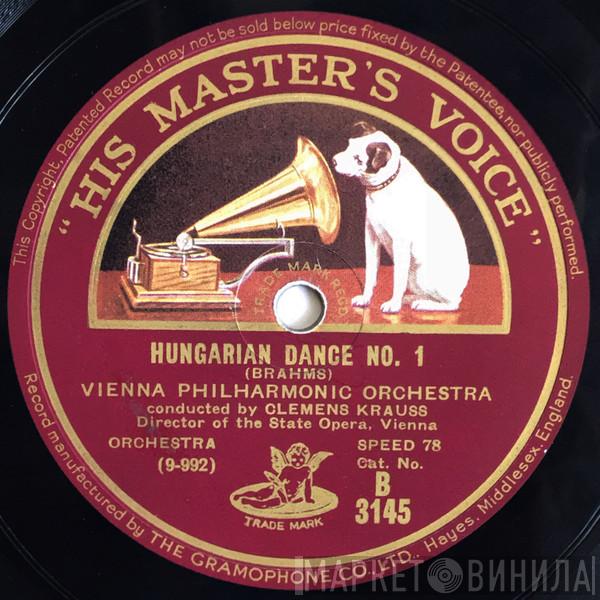 This Copyright, Patented Record may not be sold below price fixed by the Patentee, nor publicly performed.
"HIS MASTER'S VOICE"
TRADE MARK REGD
HUNGARIAN DANCE NO. 1
(BRAHMS)
VIENNA PHILHARMONIC ORCHESTRA
conducted by CLEMENS KRAUSS
Director of the State Opera, Vienna
ORCHESTRA SPEED 78
(9-992) Cat. No.
B
3145
TRADE MARK
Record manufactured by THE GRAMOPHONE CO. LTD., Hayes, Middlesex, England.
МАРКЕТ ВИНИЛА